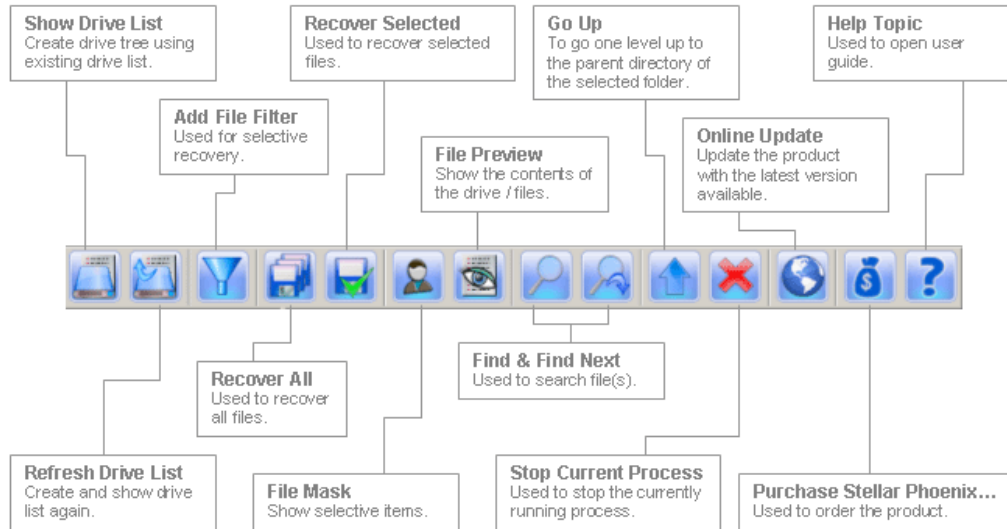 Show Drive List
Create drive tree using
existing drive list.
Recover Selected
Used to recover selected
files.
Go Up
To go one level up to
the parent directory of
the selected folder.
Help Topic
Used to open user
guide.
Add File Filter
Used for selective
recovery.
File Preview
Show the contents of
the drive / files.
Online Update
Update the product
with the latest version
available.
$
?
Recover All
Used to recover
all files.
Find & Find Next
Used to search file(s).
Refresh Drive List
Create and show drive
list again.
File Mask
Show selective items.
Stop Current Process
Used to stop the currently
running process.
Purchase Stellar Phoenix...
Used to order the product.